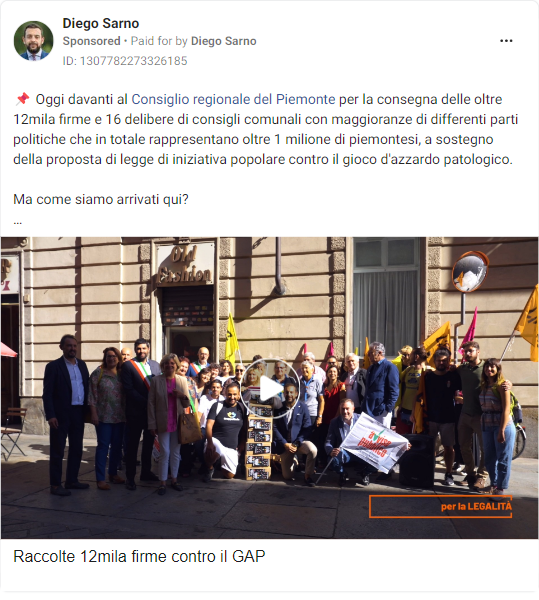 Diego Sarno
Sponsored • Paid for by Diego Sarno
ID: 1307782273326185
📌 Oggi davanti al Consiglio regionale del Piemonte per la consegna delle oltre
12mila firme e 16 delibere di consigli comunali con maggioranze di differenti parti
politiche che in totale rappresentano oltre 1 milione di piemontesi, a sostegno
della proposta di legge di iniziativa popolare contro il gioco d'azzardo patologico.
Ma come siamo arrivati qui?
...
Old
Fashion
per la LEGALITÀ
Raccolte 12mila firme contro il GAP